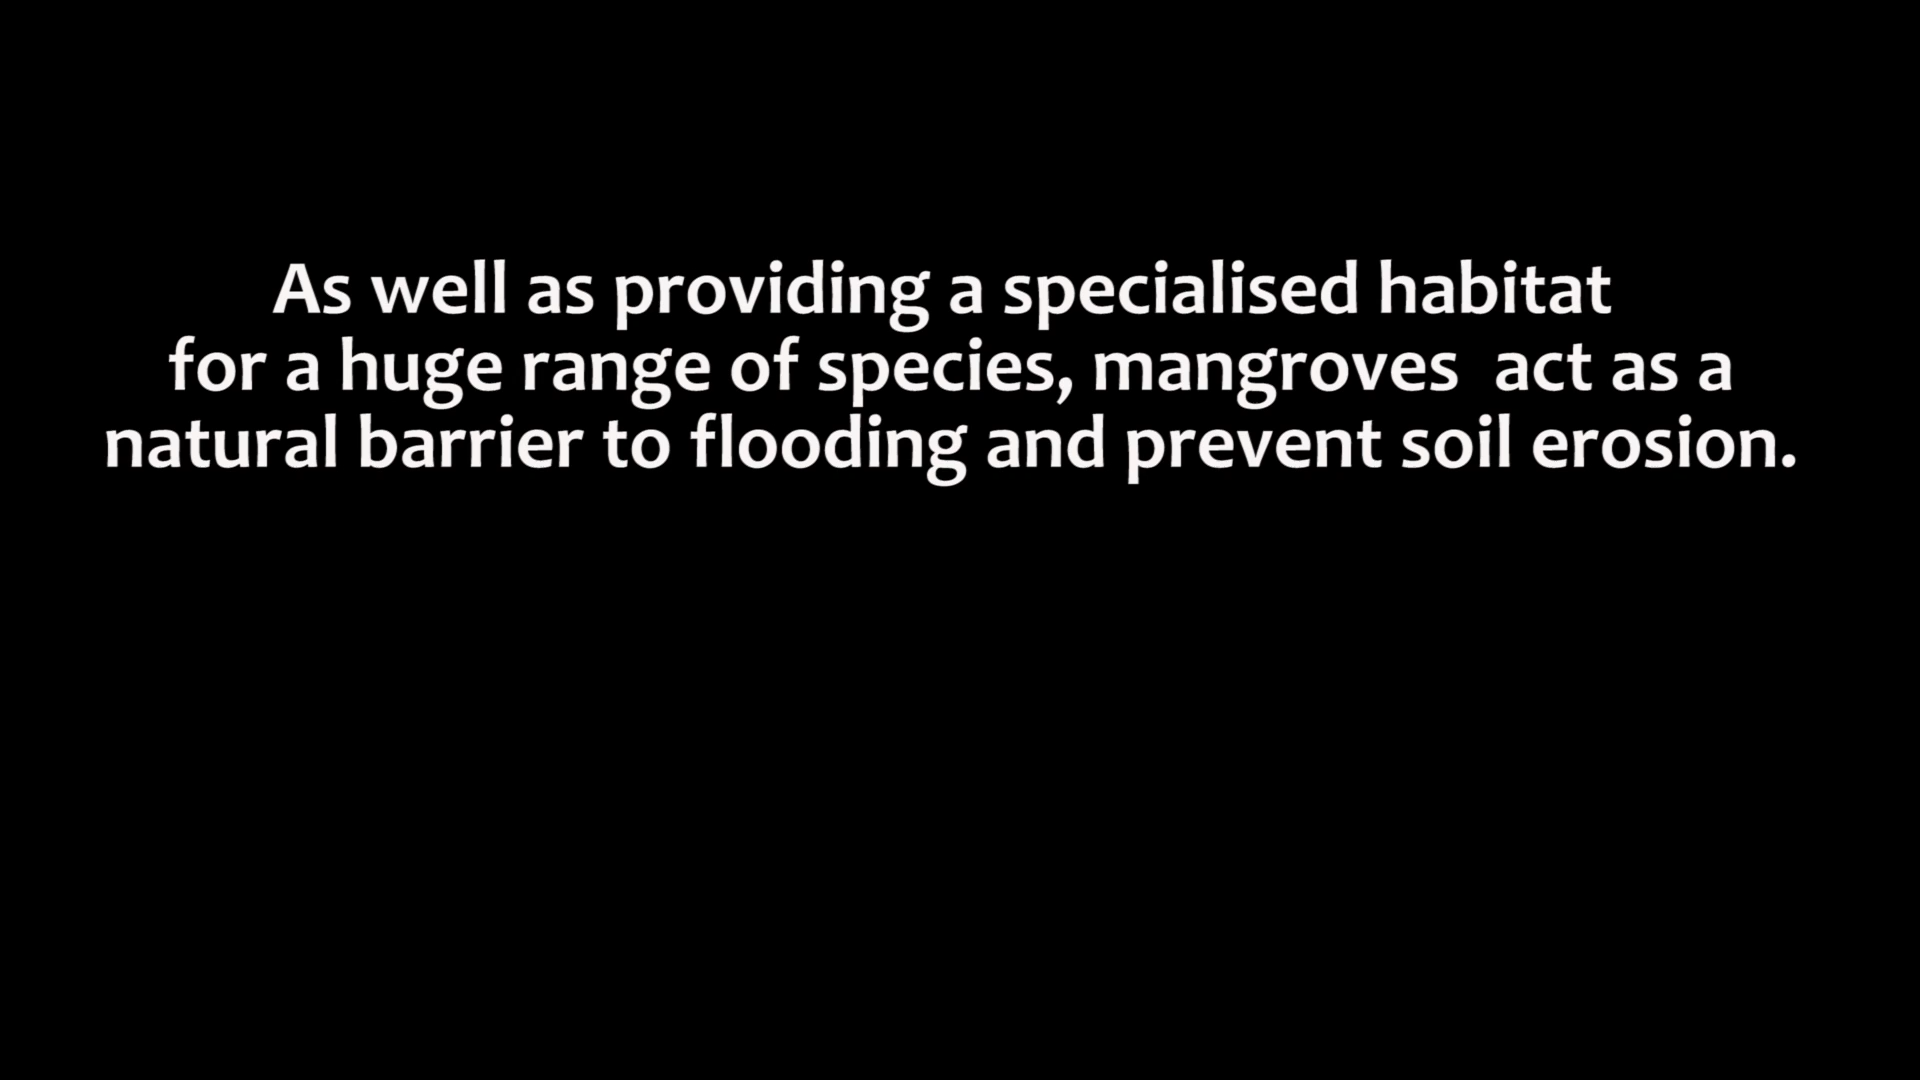 As well as providing a specialised habitat
for a huge range of species, mangroves  act as a
natural barrier to flooding and prevent soil erosion.